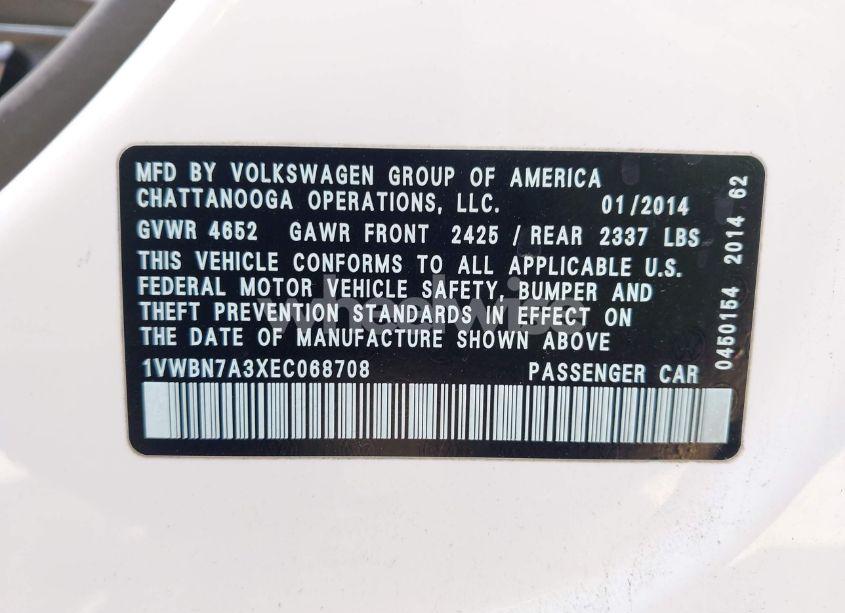 MFD BY VOLKSWAGEN GROUP OF AMERICA
CHATTANOOGA OPERATIONS, LLC. 01/2014
GVWR 4652 GAWR FRONT 2425 / REAR 2337 LBS
THIS VEHICLE CONFORMS TO ALL APPLICABLE U.S.
FEDERAL MOTOR VEHICLE SAFETY, BUMPER AND
THEFT PREVENTION STANDARDS IN EFFECT ON
THE DATE OF MANUFACTURE SHOWN ABOVE
1VWBN7A3XEC068708 PASSENGER CAR
0450154 2014 62
wheelwise